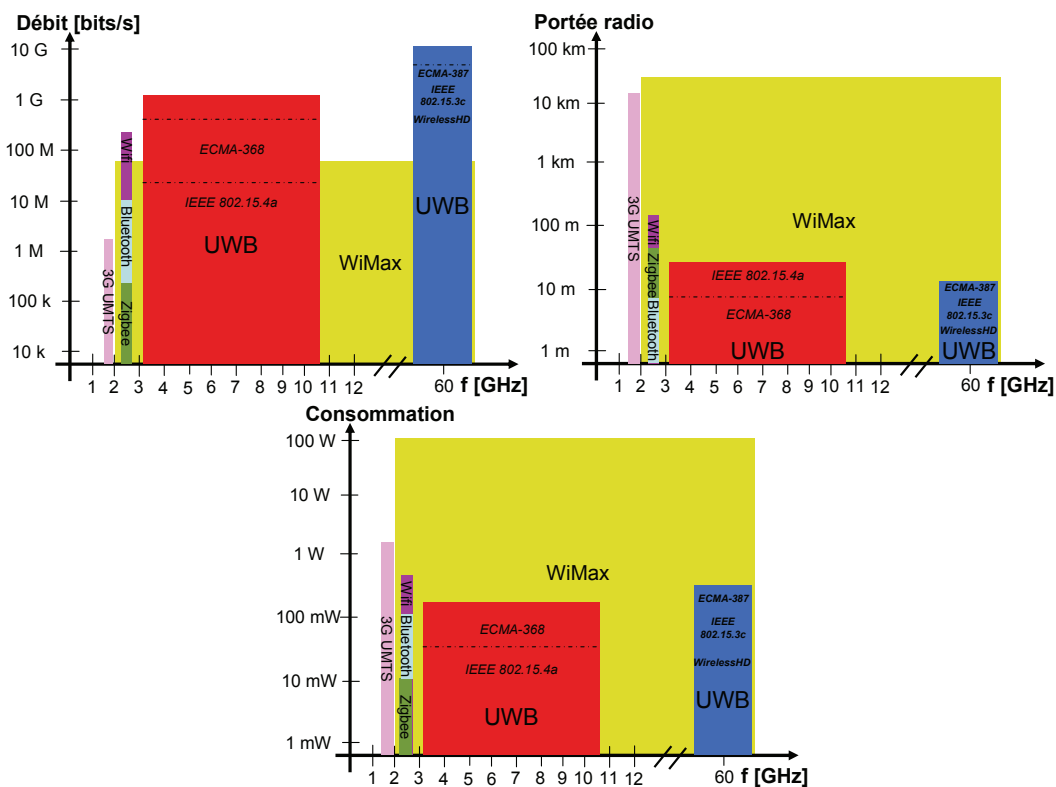 Débit [bits/s]
10 G
1 G
100 M
10 M
1 M
100 k
10 k
3G UMTS
Wifi
Bluetooth
Zigbee
ECMA-368
IEEE 802.15.4a
UWB
WiMax
ECMA-387
IEEE
802.15.3c
WirelessHD
UWB
1 2 3 4 5 6 7 8 9 10 11 12 60 f [GHz]
Portée radio
100 km
10 km
1 km
100 m
10 m
1 m
3G UMTS
Wifi
Zigbee
Bluetooth
WiMax
IEEE 802.15.4a
ECMA-368
UWB
ECMA-387
IEEE
802.15.3c
WirelessHD
UWB
1 2 3 4 5 6 7 8 9 10 11 12 60 f [GHz]
Consommation
100 W
10 W
1 W
100 mW
10 mW
1 mW
3G UMTS
Wifi
Bluetooth
Zigbee
WiMax
ECMA-368
IEEE 802.15.4a
UWB
ECMA-387
IEEE
802.15.3c
WirelessHD
UWB
1 2 3 4 5 6 7 8 9 10 11 12 60 f [GHz]